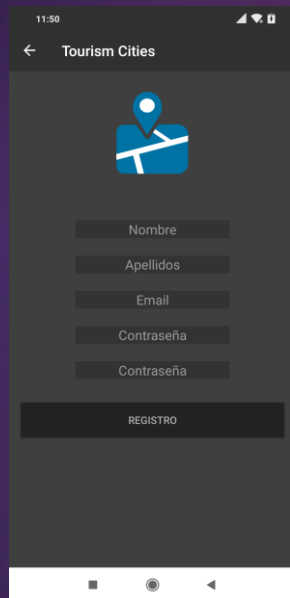 11:50
Tourism Cities
Nombre
Apellidos
Email
Contraseña
Contraseña
REGISTRO